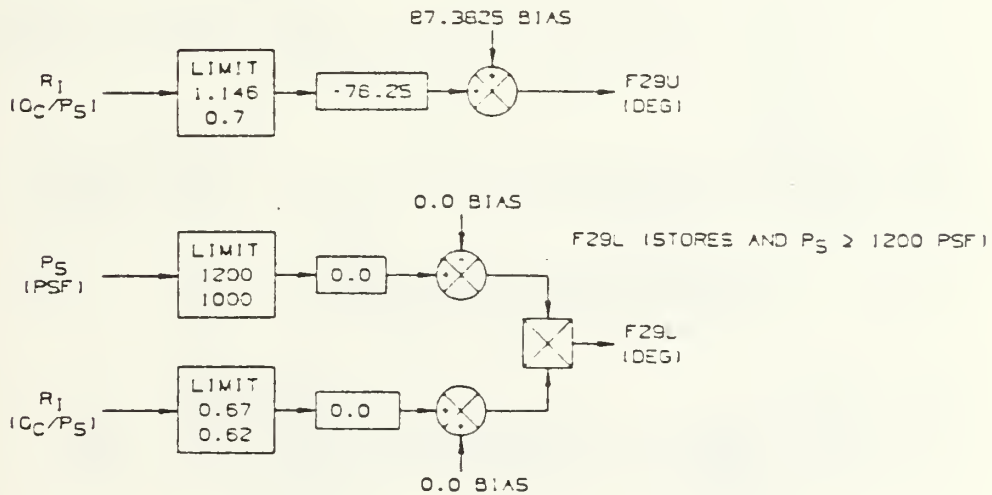 87.3625 BIAS
R_I
(Q_C/P_S)
LIMIT
1.146
0.7
-76.25
F29U
(DEG)
0.0 BIAS
F29L (STORES AND P_S ≥ 1200 PSF)
P_S
(PSF)
LIMIT
1200
1000
0.0
F29L
(DEG)
R_I
(Q_C/P_S)
LIMIT
0.67
0.62
0.0
0.0 BIAS